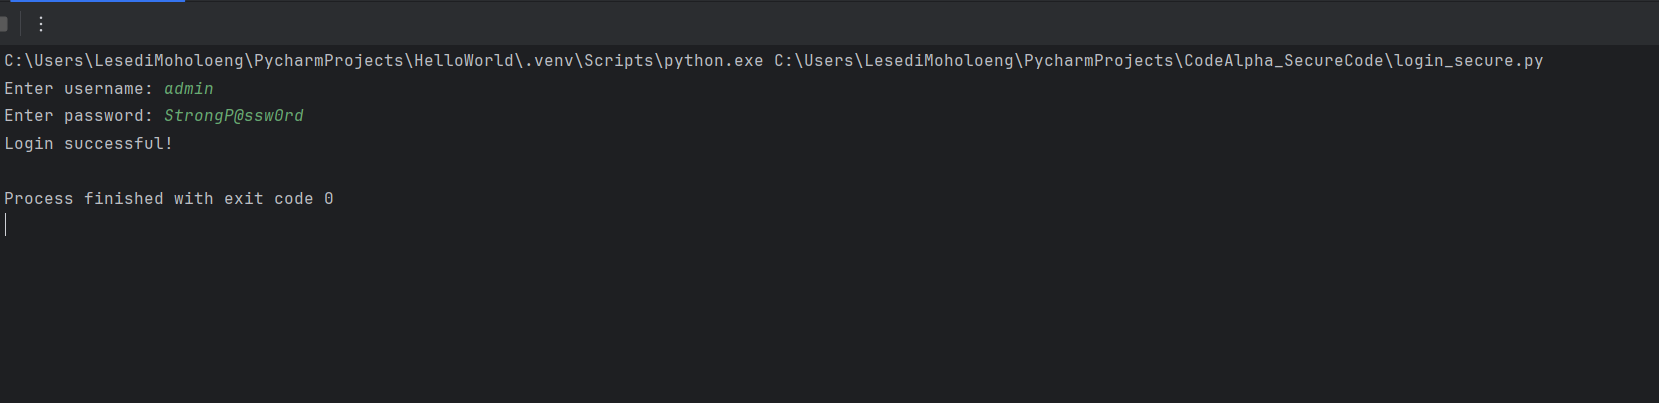 C:\Users\LesediMoholoeng\PycharmProjects\HelloWorld\.venv\Scripts\python.exe C:\Users\LesediMoholoeng\PycharmProjects\CodeAlpha_SecureCode\login_secure.py
Enter username: admin
Enter password: StrongP@ssw0rd
Login successful!
Process finished with exit code 0